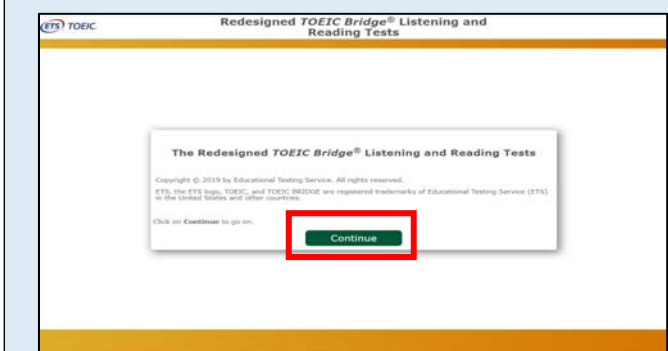 ETS TOEIC
Redesigned TOEIC Bridge® Listening and
Reading Tests
The Redesigned TOEIC Bridge® Listening and Reading Tests
Copyright © 2019 by Educational Testing Service. All rights reserved.
ETS, the ETS logo, TOEIC, and TOEIC BRIDGE are registered trademarks of Educational Testing Service (ETS)
in the United States and other countries.
Click on Continue to go on.
Continue